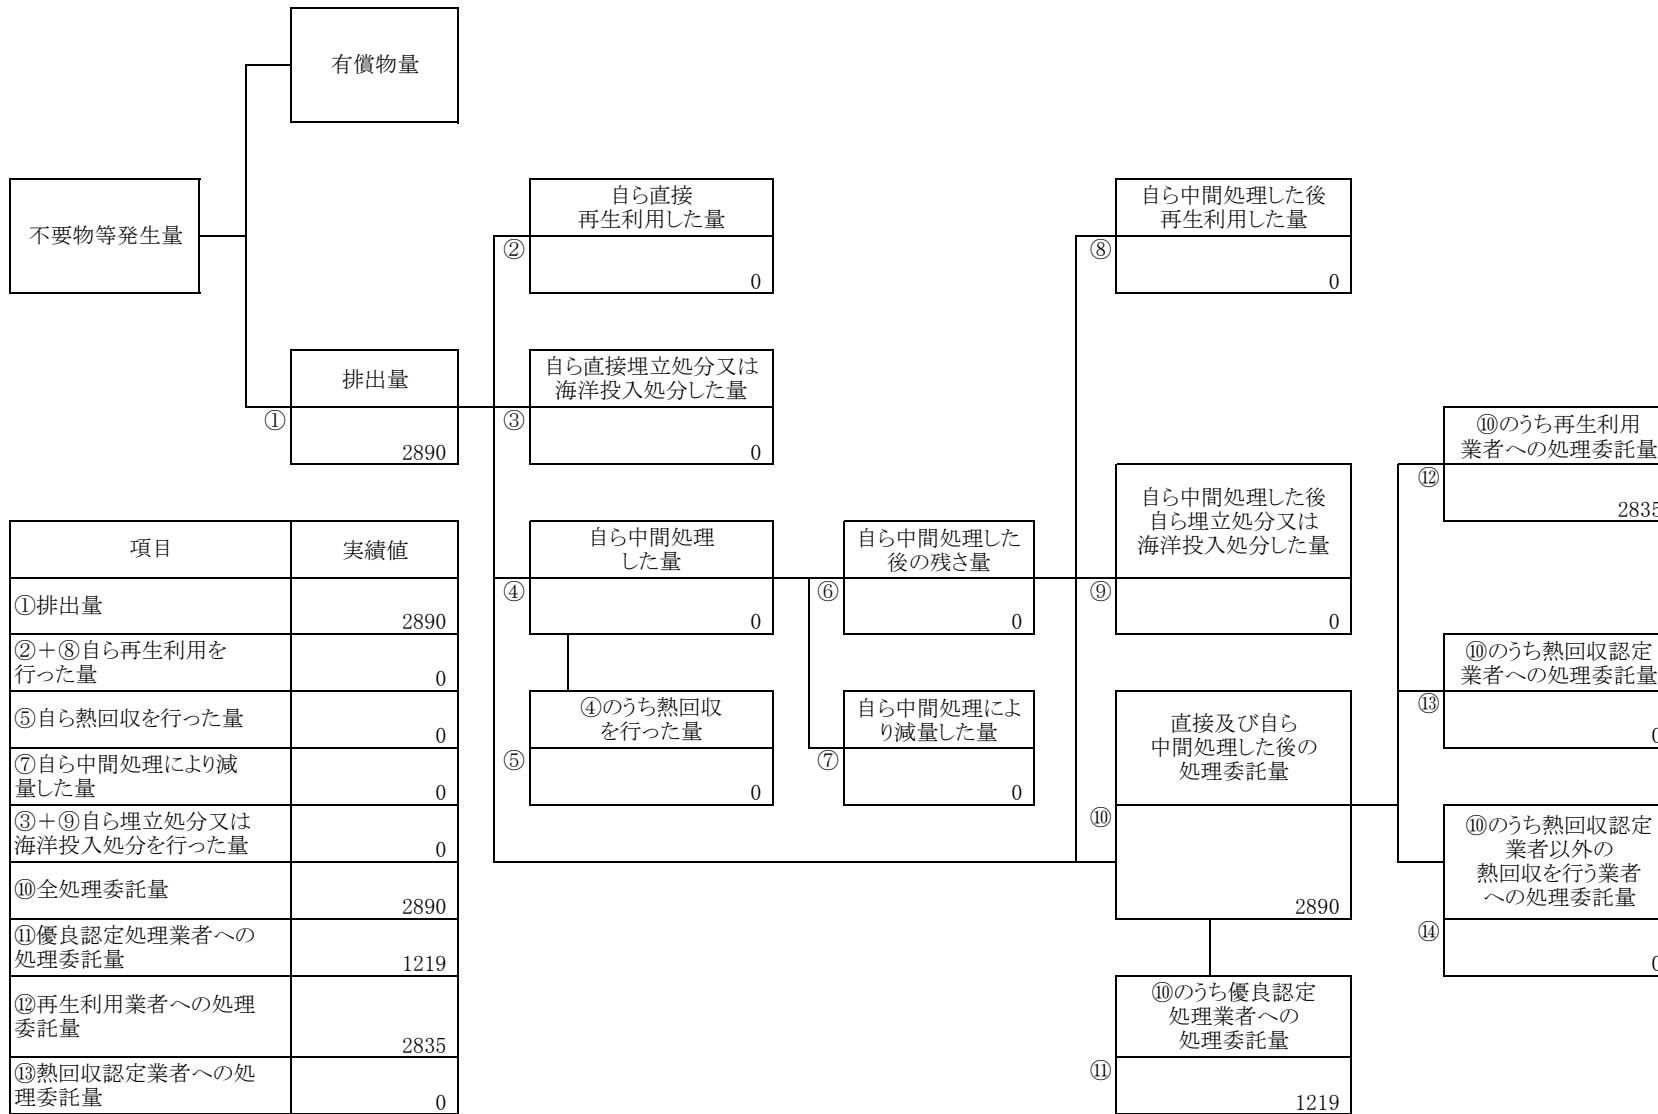 有償物量
不要物等発生量
自ら直接
再生利用した量
②
0
自ら中間処理した後
再生利用した量
⑧
0
排出量
①
2890
自ら直接埋立処分又は
海洋投入処分した量
③
0
⑩のうち再生利用
業者への処理委託量
⑫
2835
自ら中間処理
した量
④
0
自ら中間処理した
後の残さ量
⑥
0
自ら中間処理した後
自ら埋立処分又は
海洋投入処分した量
⑨
0
⑩のうち熱回収認定
業者への処理委託量
⑬
0
④のうち熱回収
を行った量
⑤
0
自ら中間処理によ
り減量した量
⑦
0
直接及び自ら
中間処理した後の
処理委託量
⑩
2890
⑩のうち熱回収認定
業者以外の
熱回収を行う業者
への処理委託量
⑭
0
⑩のうち優良認定
処理業者への
処理委託量
⑪
1219
項目 実績値
①排出量 2890
②+⑧自ら再生利用を
行った量 0
⑤自ら熱回収を行った量 0
⑦自ら中間処理により減
量した量 0
③+⑨自ら埋立処分又は
海洋投入処分を行った量 0
⑩全処理委託量 2890
⑪優良認定処理業者への
処理委託量 1219
⑫再生利用業者への処理
委託量 2835
⑬熱回収認定業者への処
理委託量 0